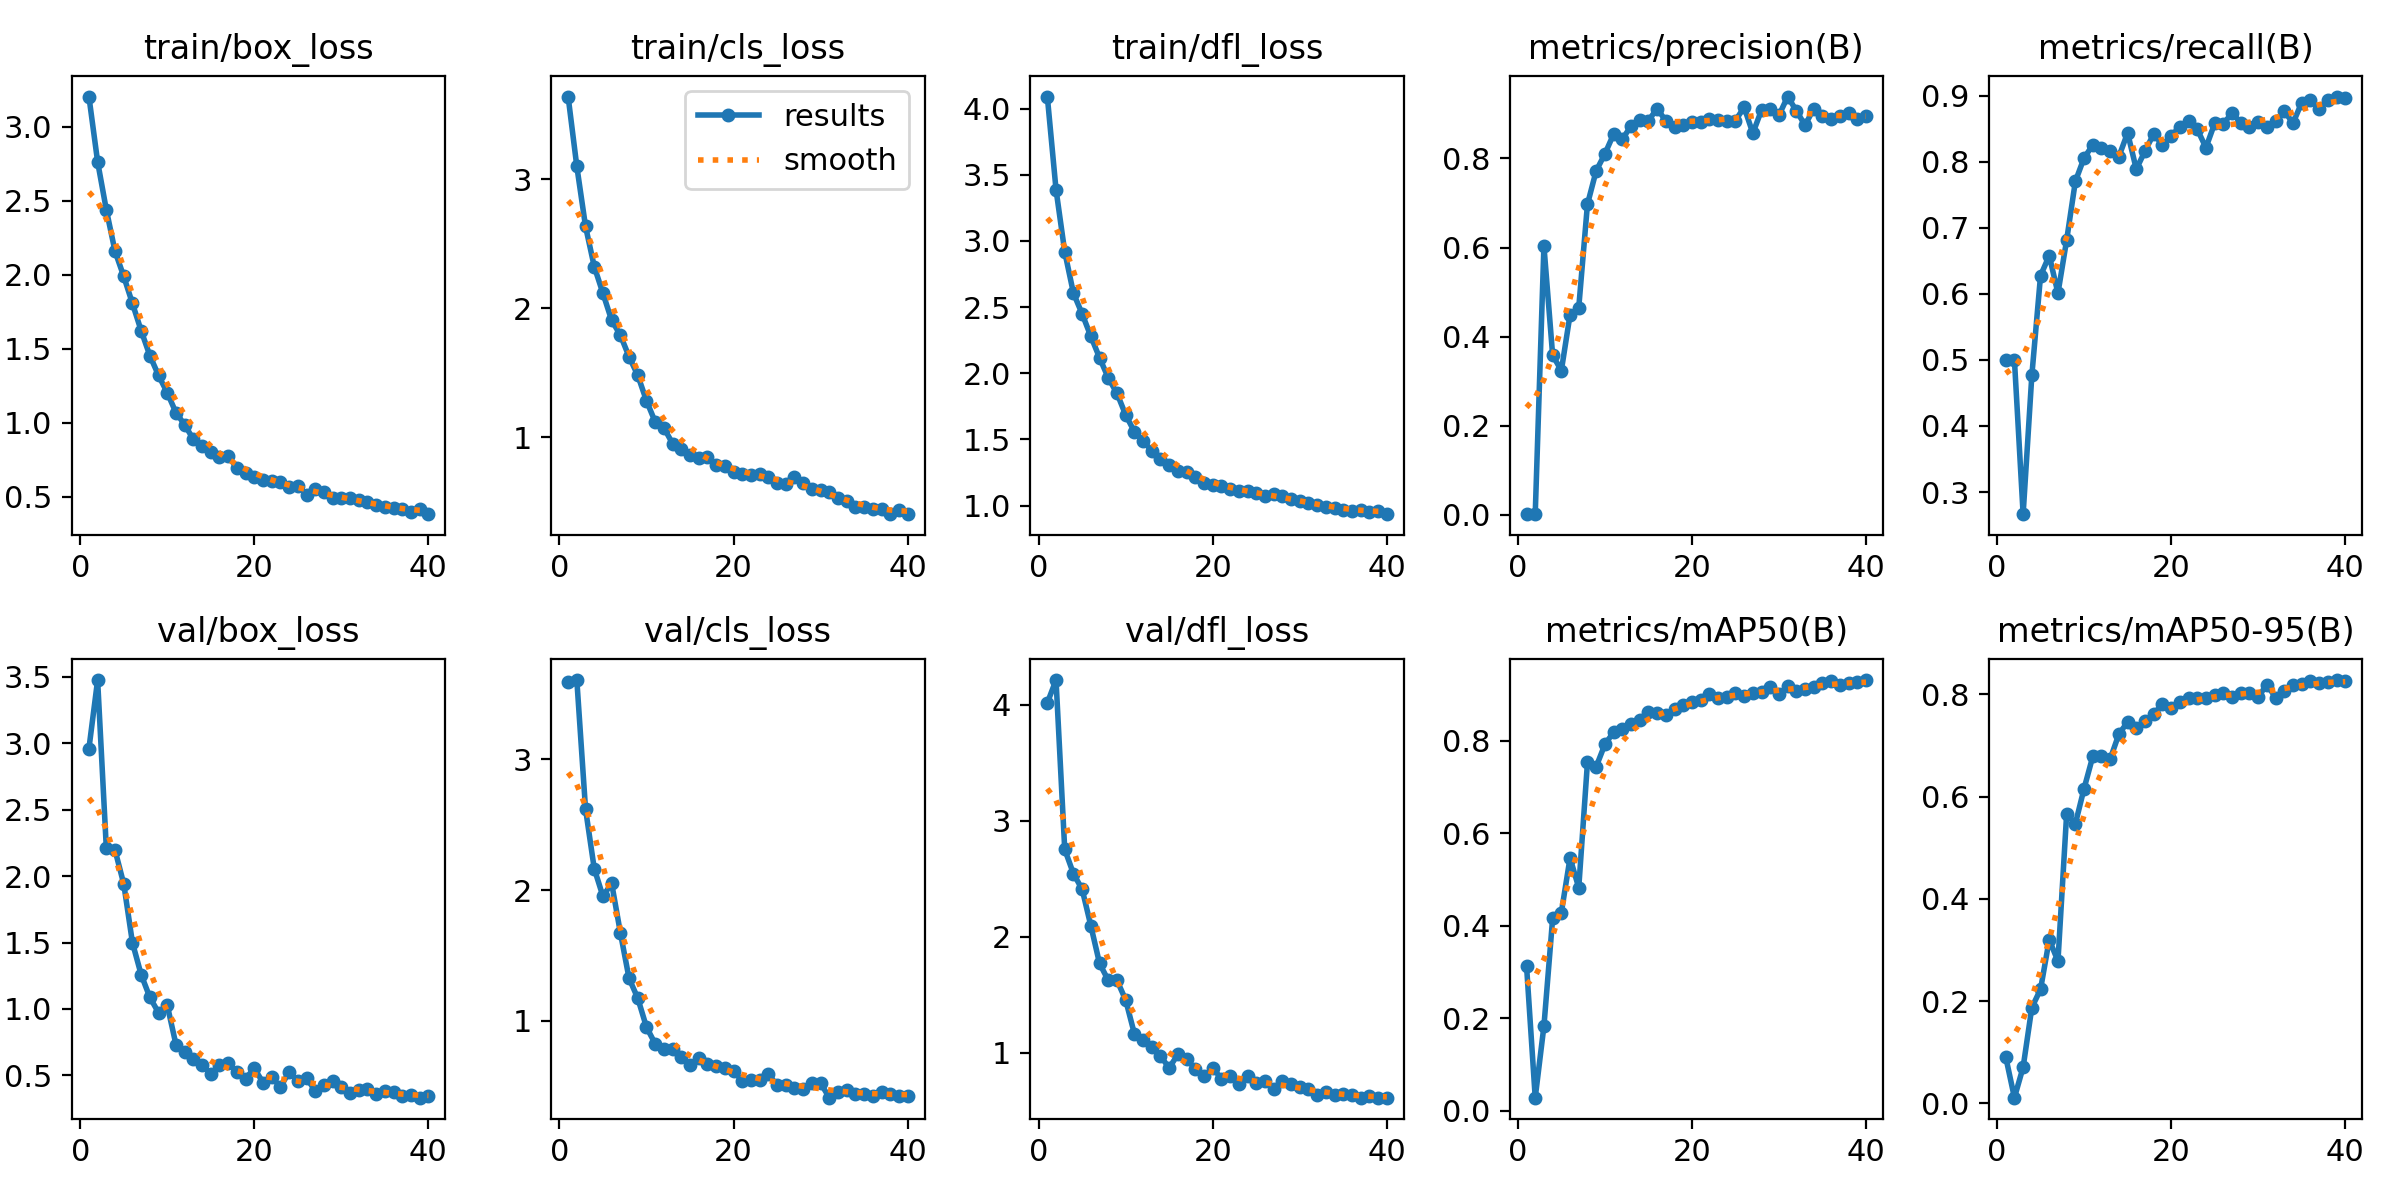 train/box_loss
3.0
2.5
2.0
1.5
1.0
0.5
0 20 40
train/cls_loss
results
smooth
3
2
1
0 20 40
train/dfl_loss
4.0
3.5
3.0
2.5
2.0
1.5
1.0
0 20 40
metrics/precision(B)
0.8
0.6
0.4
0.2
0.0
0 20 40
metrics/recall(B)
0.9
0.8
0.7
0.6
0.5
0.4
0.3
0 20 40
val/box_loss
3.5
3.0
2.5
2.0
1.5
1.0
0.5
0 20 40
val/cls_loss
3
2
1
0 20 40
val/dfl_loss
4
3
2
1
0 20 40
metrics/mAP50(B)
0.8
0.6
0.4
0.2
0.0
0 20 40
metrics/mAP50-95(B)
0.8
0.6
0.4
0.2
0.0
0 20 40